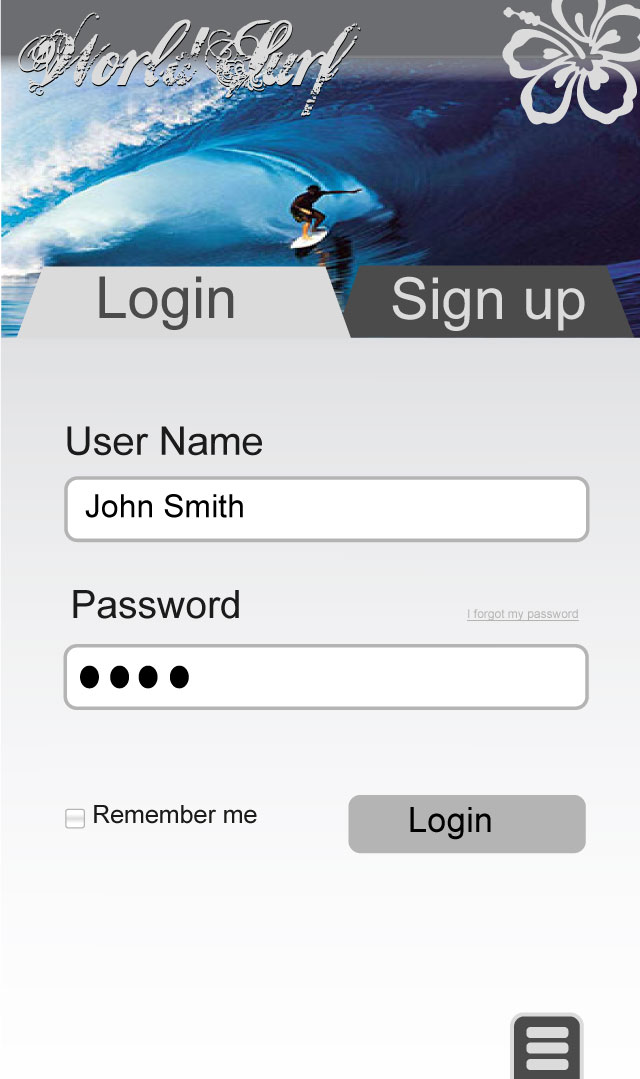 World Surf
Login
Sign up
User Name
John Smith
Password
I forgot my password
Remember me
Login